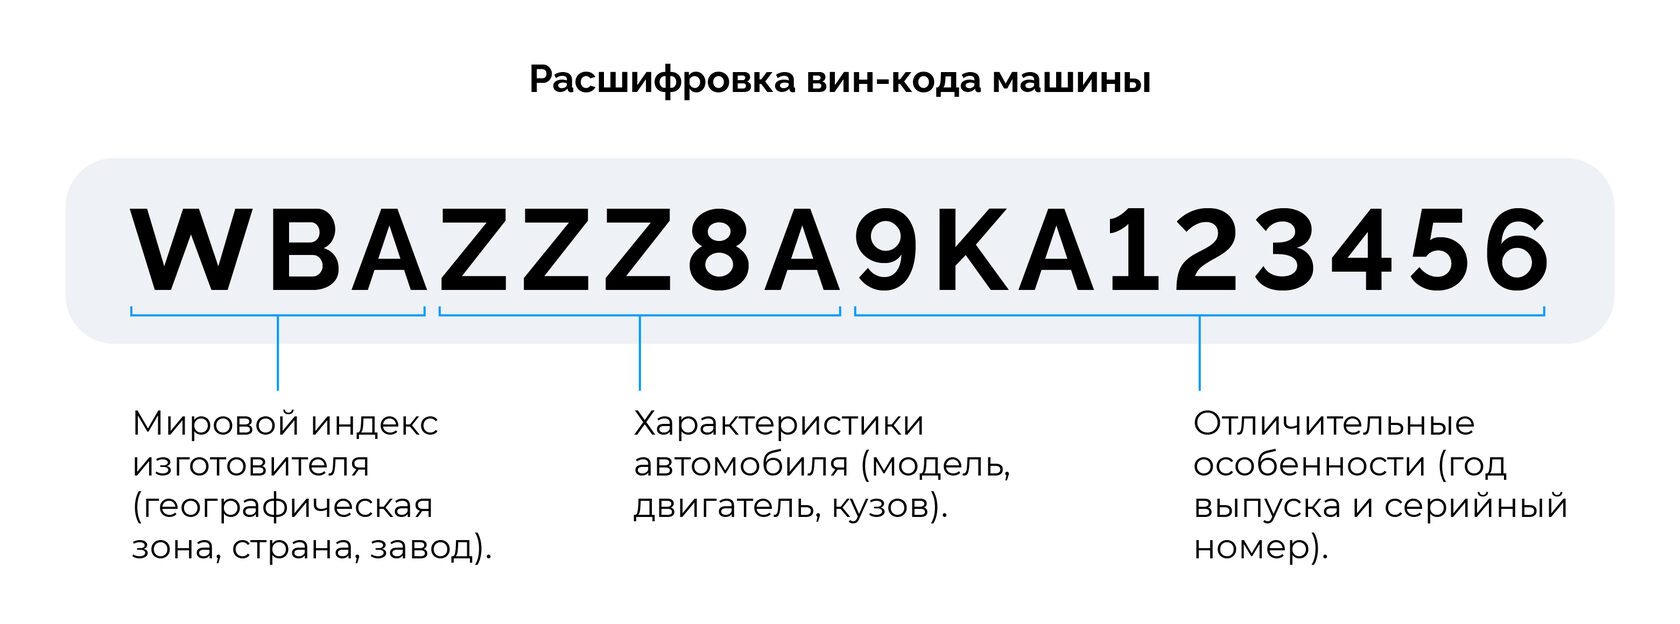 Расшифровка вин-кода машины
WBAZZZ8A9KA123456
Мировой индекс
изготовителя
(географическая
зона, страна, завод).
Характеристики
автомобиля (модель,
двигатель, кузов).
Отличительные
особенности (год
выпуска и серийный
номер).